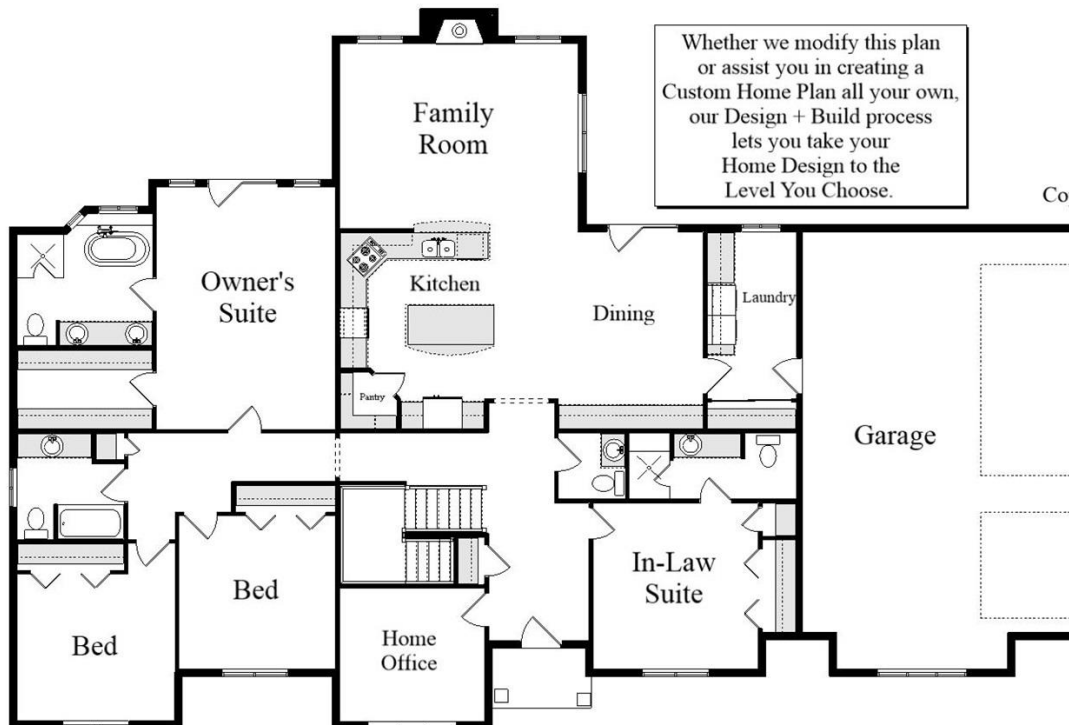 Whether we modify this plan
or assist you in creating a
Custom Home Plan all your own,
our Design + Build process
lets you take your
Home Design to the
Level You Choose.
Family
Room
Co
Owner's
Suite
Kitchen
Laundry
Dining
Pantry
Garage
In-Law
Suite
Bed
Bed
Home
Office